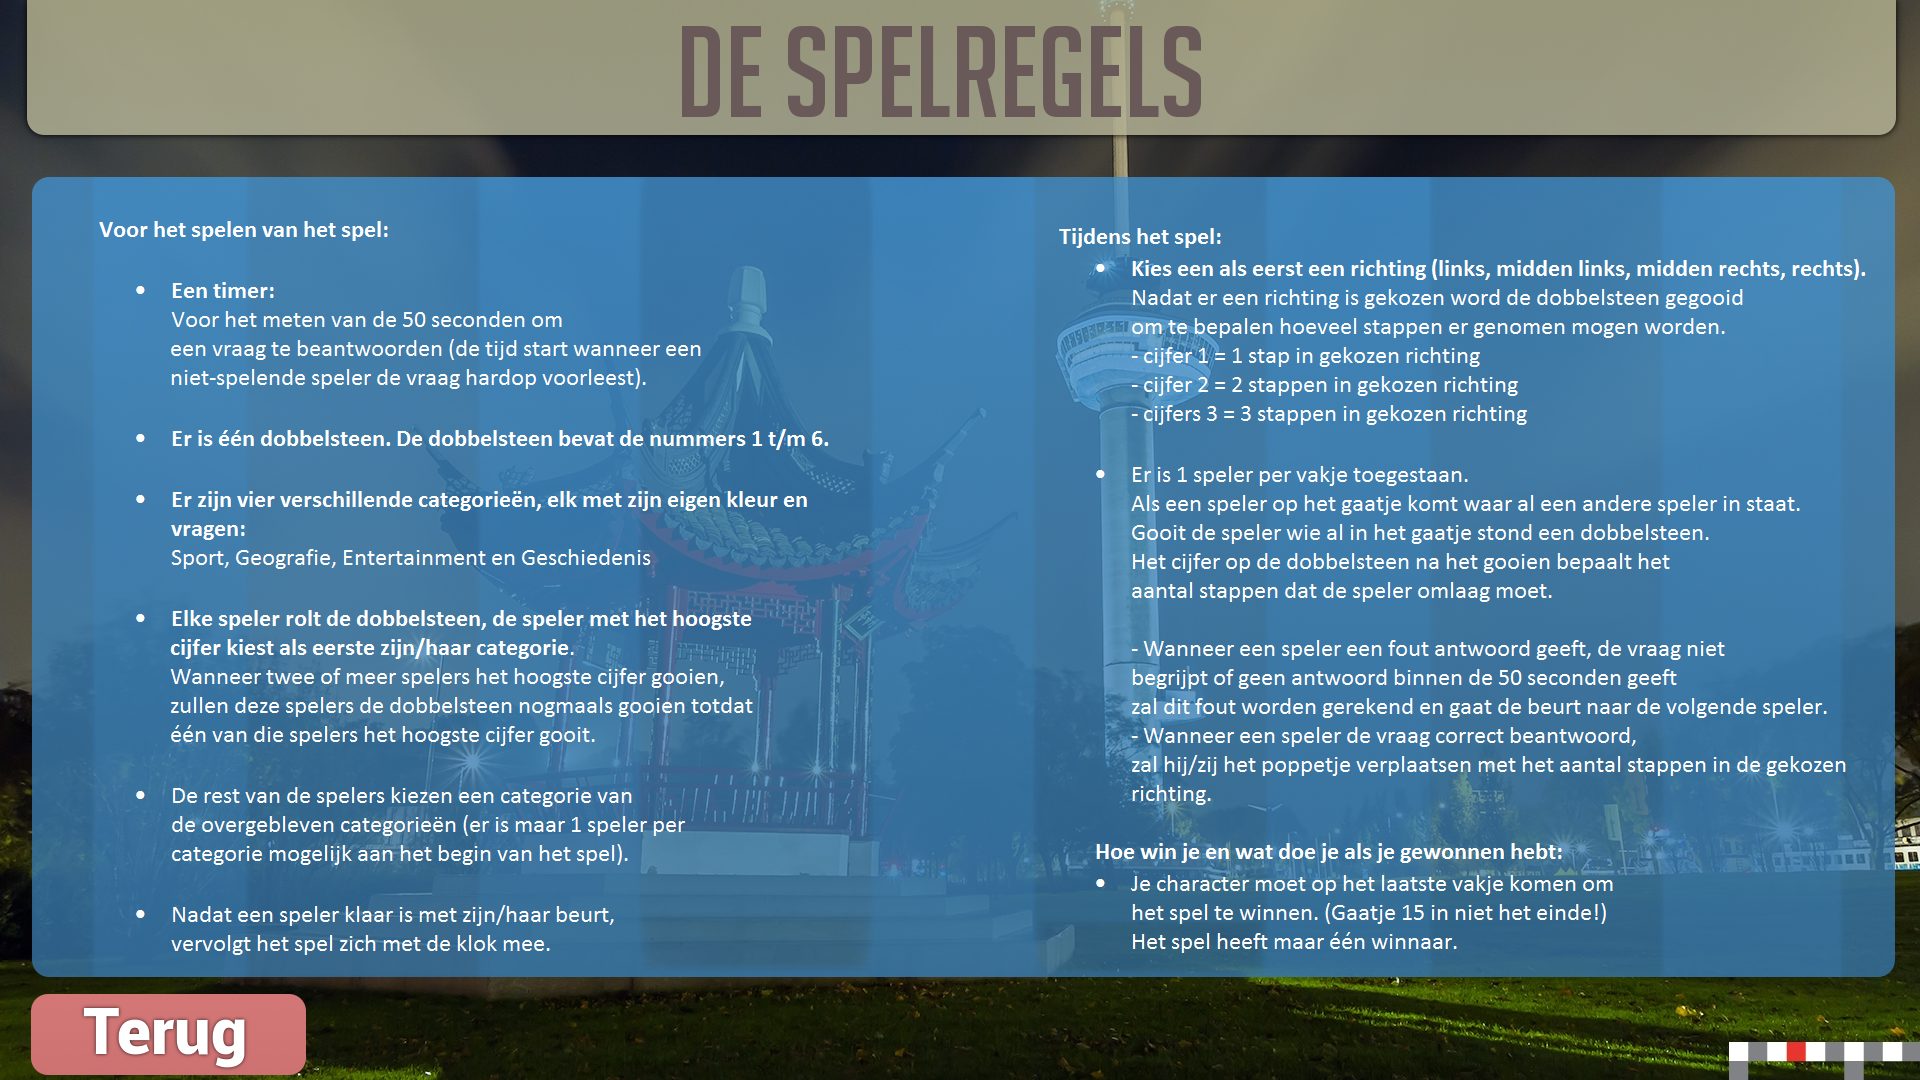 DE SPELREGELS
Voor het spelen van het spel:
• Een timer:
Voor het meten van de 50 seconden om
een vraag te beantwoorden (de tijd start wanneer een
niet-spelende speler de vraag hardop voorleest).
• Er is één dobbelsteen. De dobbelsteen bevat de nummers 1 t/m 6.
• Er zijn vier verschillende categorieën, elk met zijn eigen kleur en
vragen:
Sport, Geografie, Entertainment en Geschiedenis
• Elke speler rolt de dobbelsteen, de speler met het hoogste
cijfer kiest als eerste zijn/haar categorie.
Wanneer twee of meer spelers het hoogste cijfer gooien,
zullen deze spelers de dobbelsteen nogmaals gooien totdat
één van die spelers het hoogste cijfer gooit.
• De rest van de spelers kiezen een categorie van
de overgebleven categorieën (er is maar 1 speler per
categorie mogelijk aan het begin van het spel).
• Nadat een speler klaar is met zijn/haar beurt,
vervolgt het spel zich met de klok mee.
Tijdens het spel:
• Kies een als eerst een richting (links, midden links, midden rechts, rechts).
Nadat er een richting is gekozen word de dobbelsteen gegooid
om te bepalen hoeveel stappen er genomen mogen worden.
- cijfer 1 = 1 stap in gekozen richting
- cijfer 2 = 2 stappen in gekozen richting
- cijfers 3 = 3 stappen in gekozen richting
• Er is 1 speler per vakje toegestaan.
Als een speler op het gaatje komt waar al een andere speler in staat.
Gooit de speler wie al in het gaatje stond een dobbelsteen.
Het cijfer op de dobbelsteen na het gooien bepaalt het
aantal stappen dat de speler omlaag moet.
- Wanneer een speler een fout antwoord geeft, de vraag niet
begrijpt of geen antwoord binnen de 50 seconden geeft
zal dit fout worden gerekend en gaat de beurt naar de volgende speler.
- Wanneer een speler de vraag correct beantwoord,
zal hij/zij het poppetje verplaatsen met het aantal stappen in de gekozen
richting.
Hoe win je en wat doe je als je gewonnen hebt:
• Je character moet op het laatste vakje komen om
het spel te winnen. (Gaatje 15 in niet het einde!)
Het spel heeft maar één winnaar.
Terug